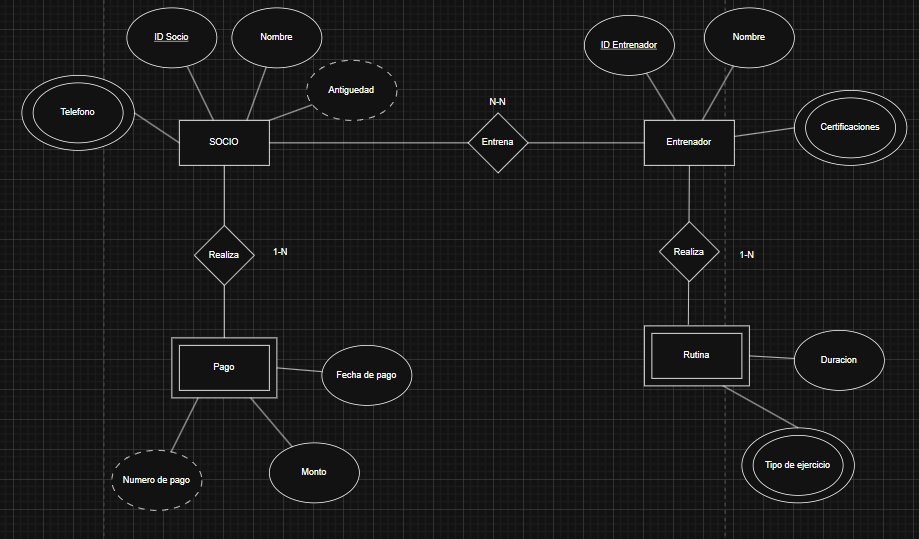 ID Socio
Nombre
Antiguedad
Telefono
SOCIO
N-N
Entrena
ID Entrenador
Nombre
Certificaciones
Entrenador
Realiza
1-N
Realiza
1-N
Pago
Fecha de pago
Numero de pago
Monto
Rutina
Duracion
Tipo de ejercicio